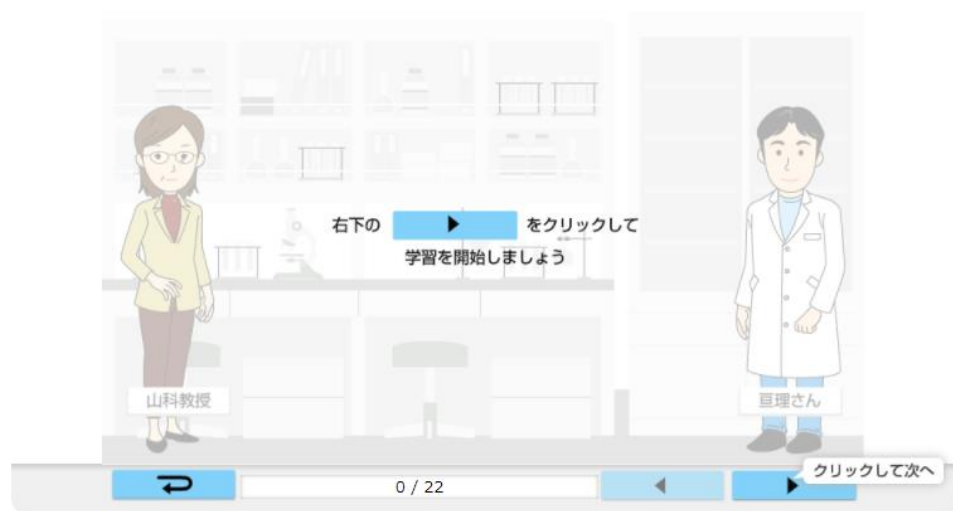 右下の ▶ をクリックして
学習を開始しましょう
山科教授
亘理さん
クリックして次へ
0 / 22